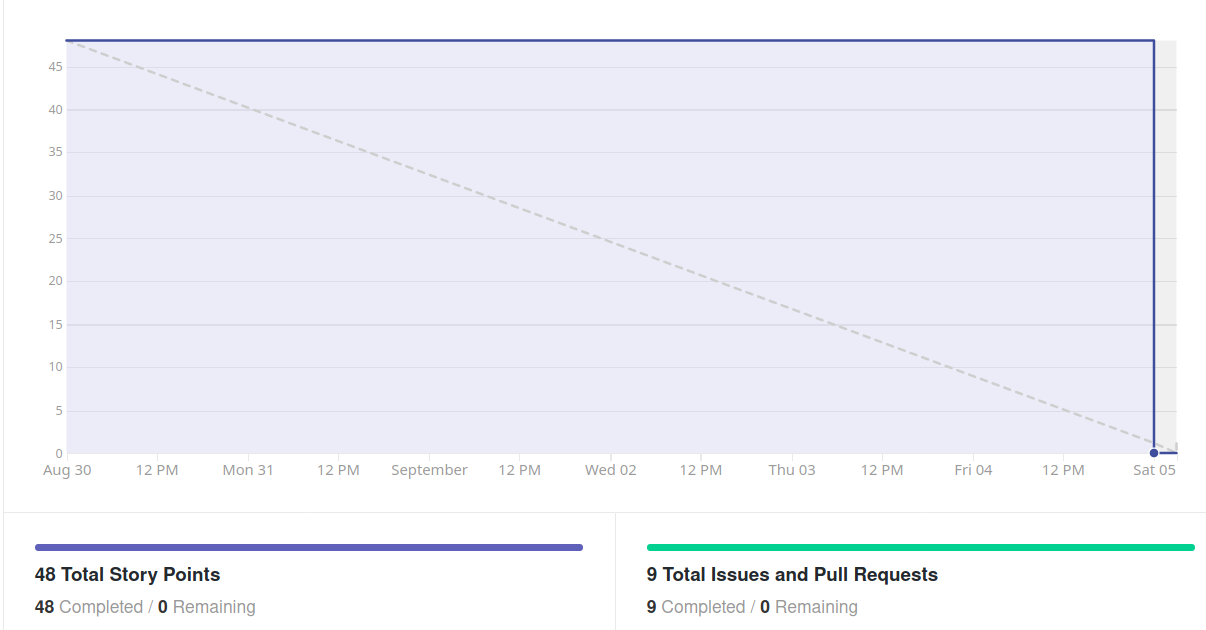 45
40
35
30
25
20
15
10
5
0
Aug 30 12 PM Mon 31 12 PM September 12 PM Wed 02 12 PM Thu 03 12 PM Fri 04 12 PM Sat 05
48 Total Story Points
48 Completed / 0 Remaining
9 Total Issues and Pull Requests
9 Completed / 0 Remaining